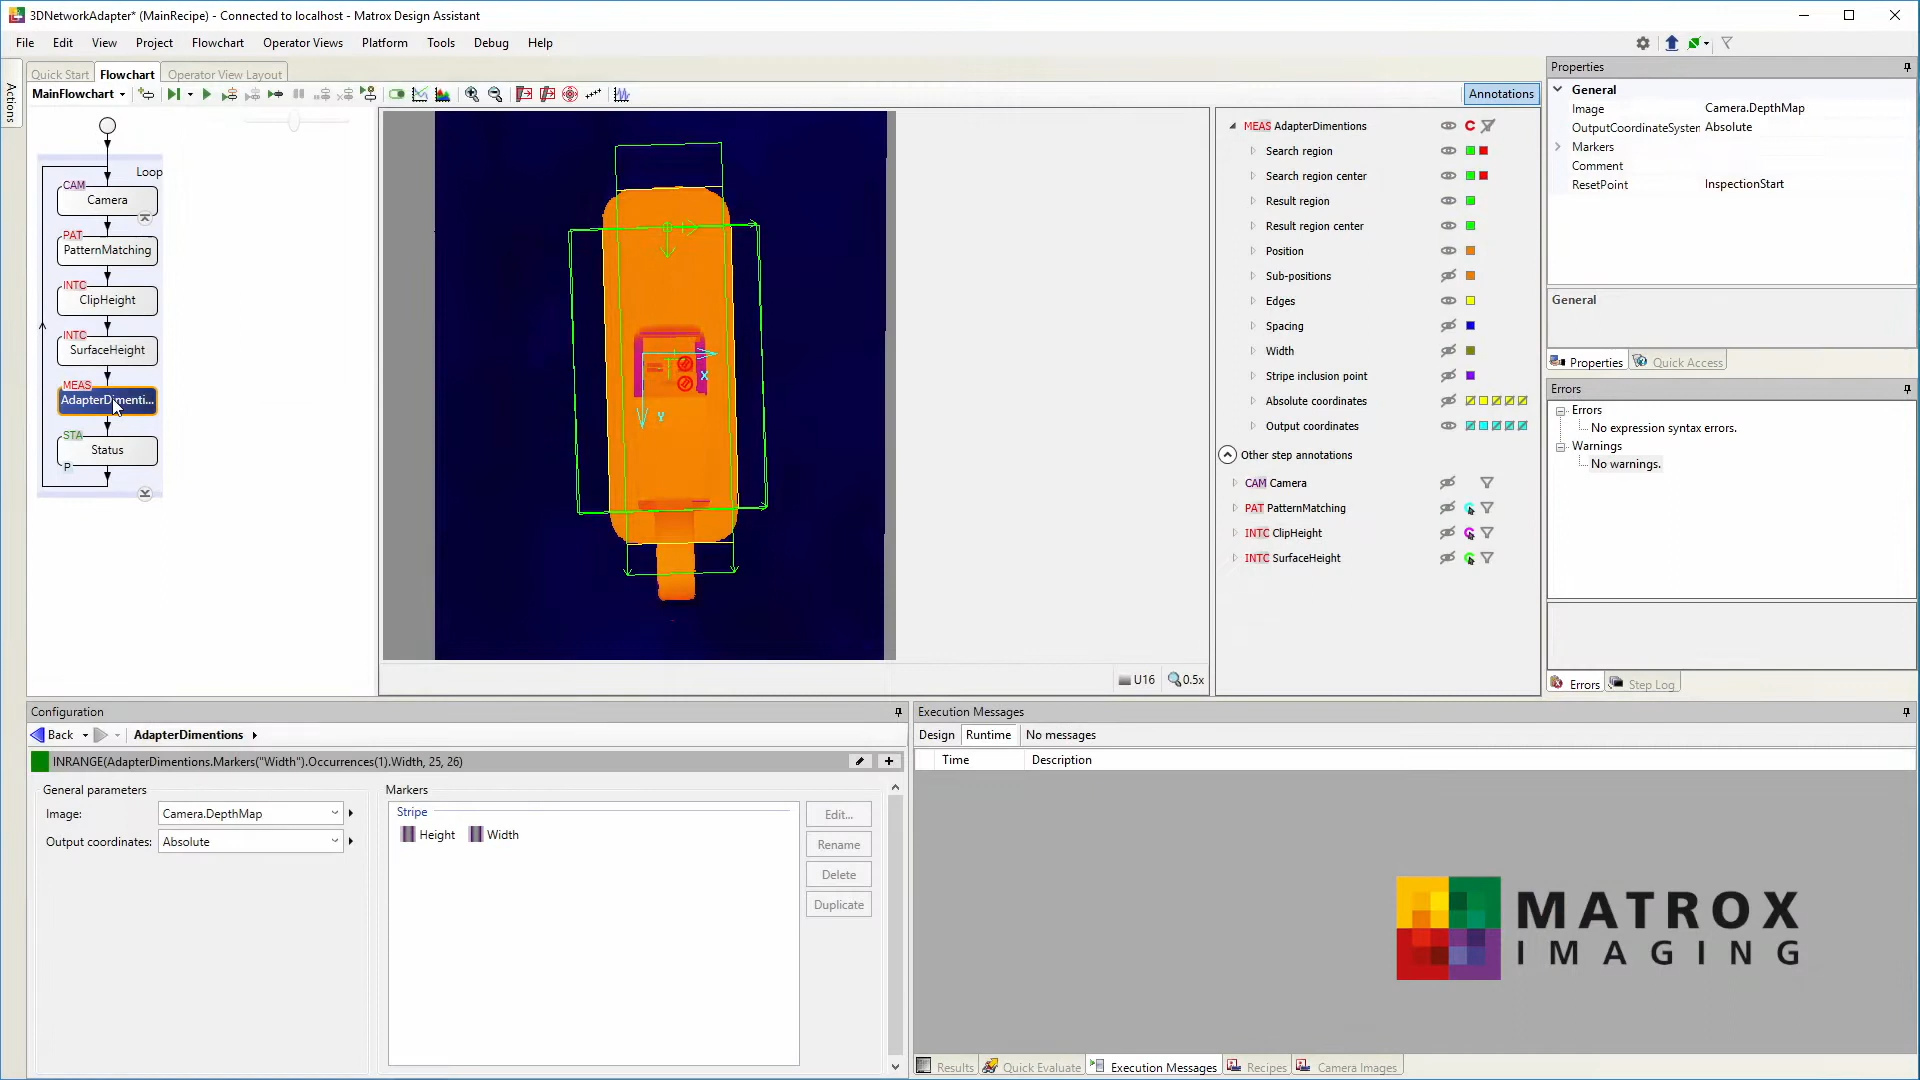 3DNetworkAdapter* (MainRecipe) - Connected to localhost - Matrox Design Assistant
File Edit View Project Flowchart Operator Views Platform Tools Debug Help
Actions
Quick Start Flowchart Operator View Layout
MainFlowchart
Annotations
Loop
CAM
Camera
PAT
PatternMatching
INTC
ClipHeight
INTC
SurfaceHeight
MEAS
AdapterDimenti...
STA
Status
P
X
Y
U16 0.5x
MEAS AdapterDimentions
Search region
Search region center
Result region
Result region center
Position
Sub-positions
Edges
Spacing
Width
Stripe inclusion point
Absolute coordinates
Output coordinates
Other step annotations
CAM Camera
PAT PatternMatching
INTC ClipHeight
INTC SurfaceHeight
Properties
General
Image Camera.DepthMap
OutputCoordinateSyster Absolute
Markers
Comment
ResetPoint InspectionStart
General
Properties Quick Access
Errors
Errors
No expression syntax errors.
Warnings
No warnings.
Errors Step Log
Configuration
Back AdapterDimentions
INRANGE(AdapterDimentions.Markers("Width").Occurrences(1).Width, 25, 26)
General parameters
Image: Camera.DepthMap
Output coordinates: Absolute
Markers
Stripe
Height Width
Edit...
Rename
Delete
Duplicate
Execution Messages
Design Runtime No messages
Time Description
MATROX
IMAGING
Results Quick Evaluate Execution Messages Recipes Camera Images